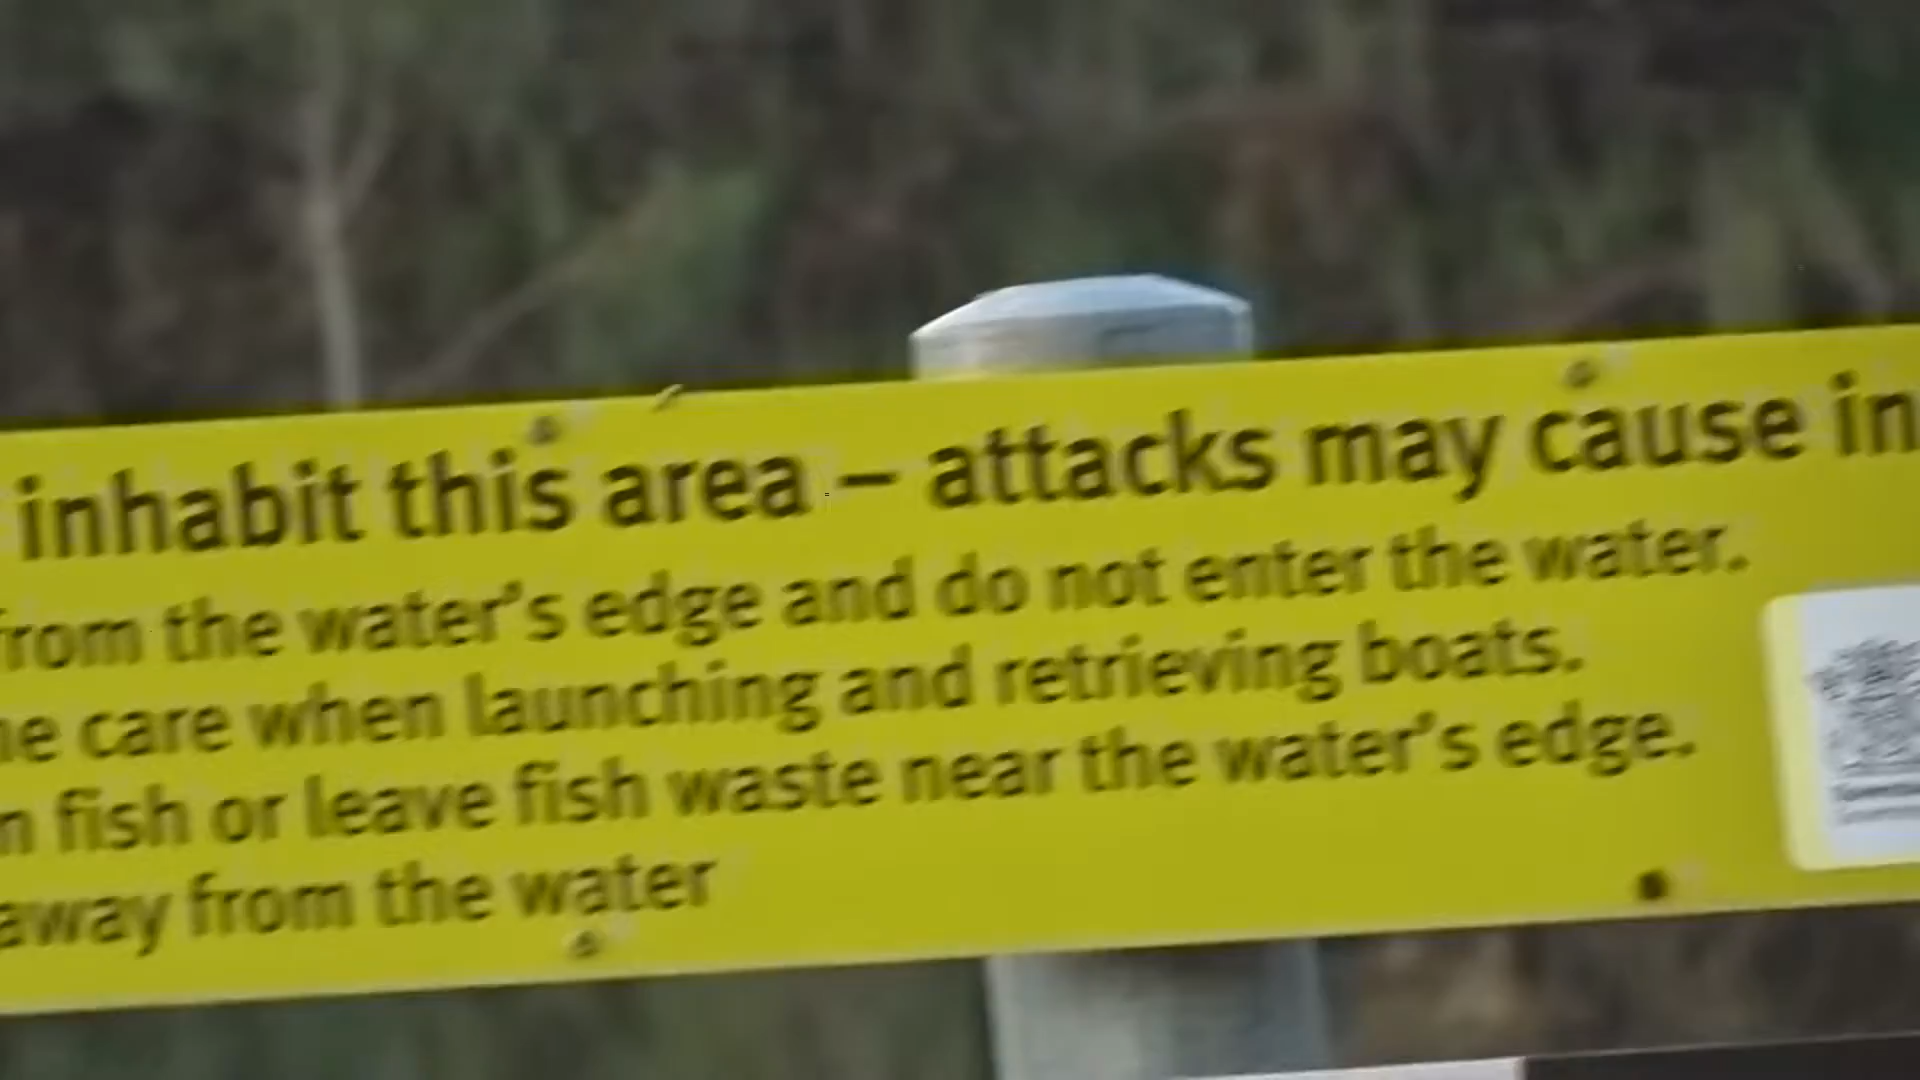 inhabit this area – attacks may cause in
from the water's edge and do not enter the water.
care when launching and retrieving boats.
fish or leave fish waste near the water's edge.
away from the water